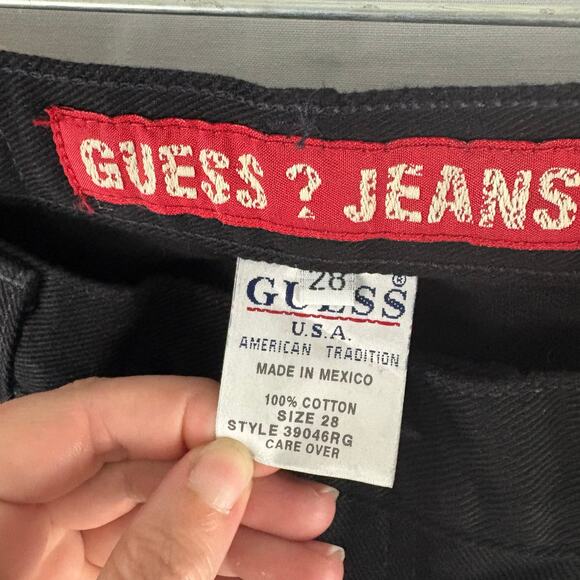 GUESS ? JEANS
28
GUESS®
U.S.A.
AMERICAN TRADITION
MADE IN MEXICO
100% COTTON
SIZE 28
STYLE 39046RG
CARE OVER